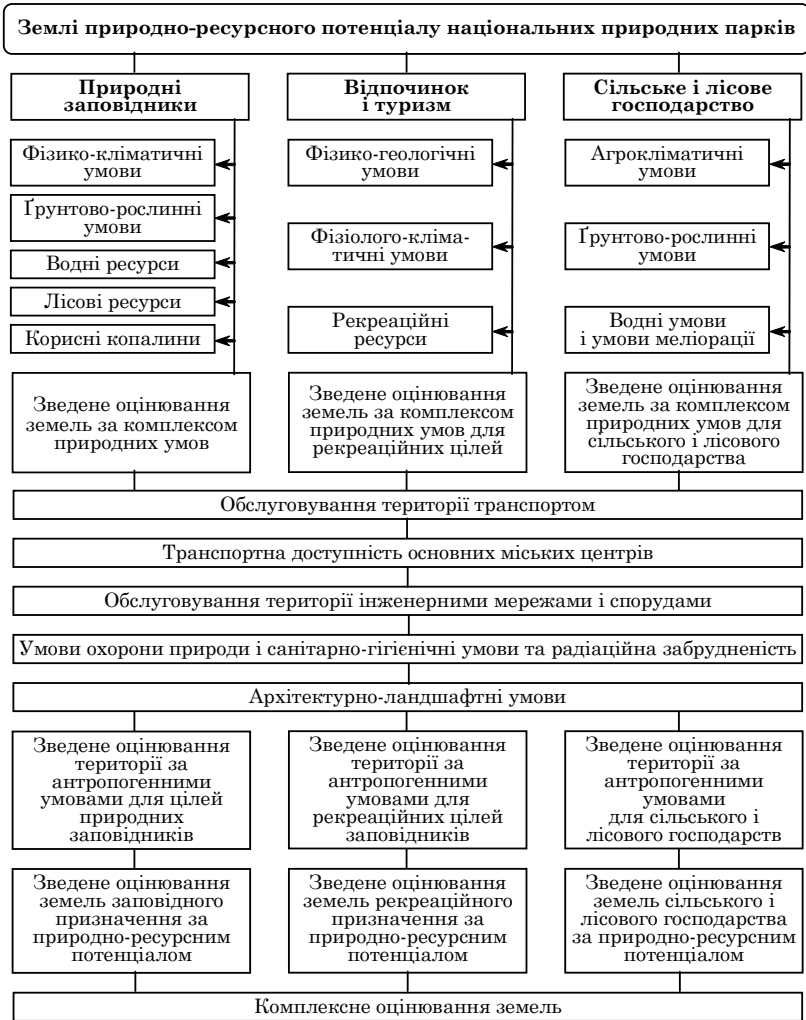 Землі природно-ресурсного потенціалу національних природних парків
Природні
заповідники
Фізико-кліматичні
умови
Ґрунтово-рослинні
умови
Водні ресурси
Лісові ресурси
Корисні копалини
Зведене оцінювання
земель за комплексом
природних умов
Відпочинок
і туризм
Фізико-геологічні
умови
Фізіолого-кліма-
тичні умови
Рекреаційні
ресурси
Зведене оцінювання
земель за комплексом
природних умов для
рекреаційних цілей
Сільське і лісове
господарство
Агрокліматичні
умови
Ґрунтово-рослинні
умови
Водні умови
і умови меліорації
Зведене оцінювання
земель за комплексом
природних умов для
сільського і лісового
господарства
Обслуговування території транспортом
Транспортна доступність основних міських центрів
Обслуговування території інженерними мережами і спорудами
Умови охорони природи і санітарно-гігієнічні умови та радіаційна забрудненість
Архітектурно-ландшафтні умови
Зведене оцінювання
території за
антропогенними
умовами для цілей
природних
заповідників
Зведене оцінювання
території за
антропогенними
умовами для
рекреаційних цілей
заповідників
Зведене оцінювання
території за
антропогенними
умовами
для сільського і
лісового господарств
Зведене оцінювання
земель заповідного
призначення за
природно-ресурсним
потенціалом
Зведене оцінювання
земель рекреаційного
призначення за
природно-ресурсним
потенціалом
Зведене оцінювання
земель сільського і
лісового господарства
за природно-ресурсним
потенціалом
Комплексне оцінювання земель